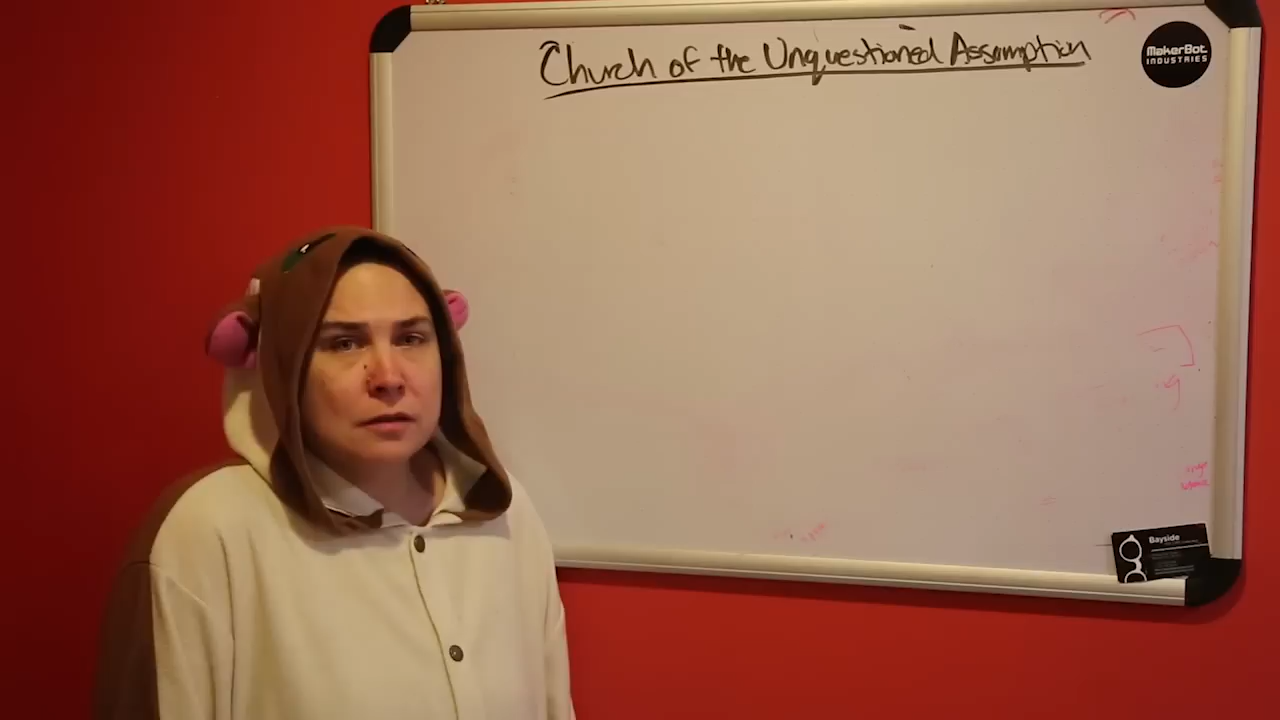 Church of the Unquestioned Assumption
MakerBot
INDUSTRIES
Bayside